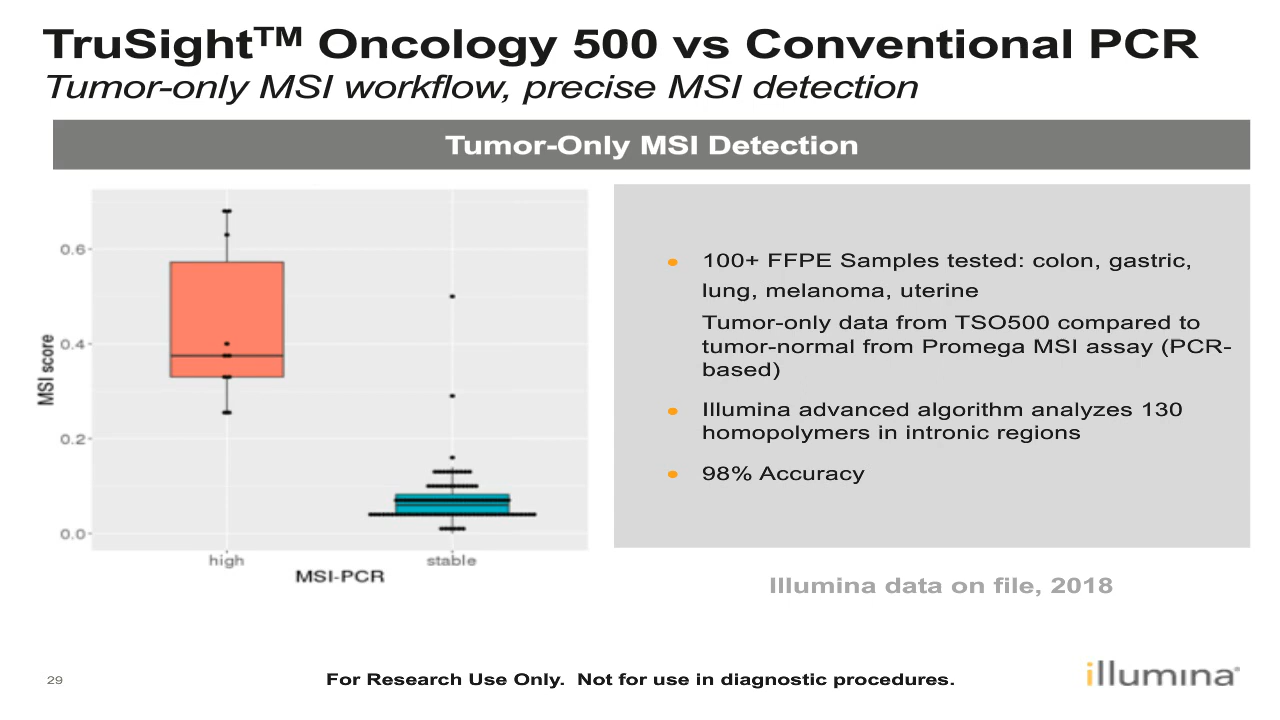 TruSight™ Oncology 500 vs Conventional PCR
Tumor-only MSI workflow, precise MSI detection
Tumor-Only MSI Detection
MSI score
0.6
0.4
0.2
0.0
high
stable
MSI-PCR
• 100+ FFPE Samples tested: colon, gastric,
lung, melanoma, uterine
Tumor-only data from TSO500 compared to
tumor-normal from Promega MSI assay (PCR-
based)
• Illumina advanced algorithm analyzes 130
homopolymers in intronic regions
• 98% Accuracy
Illumina data on file, 2018
29
For Research Use Only. Not for use in diagnostic procedures.
illumina®